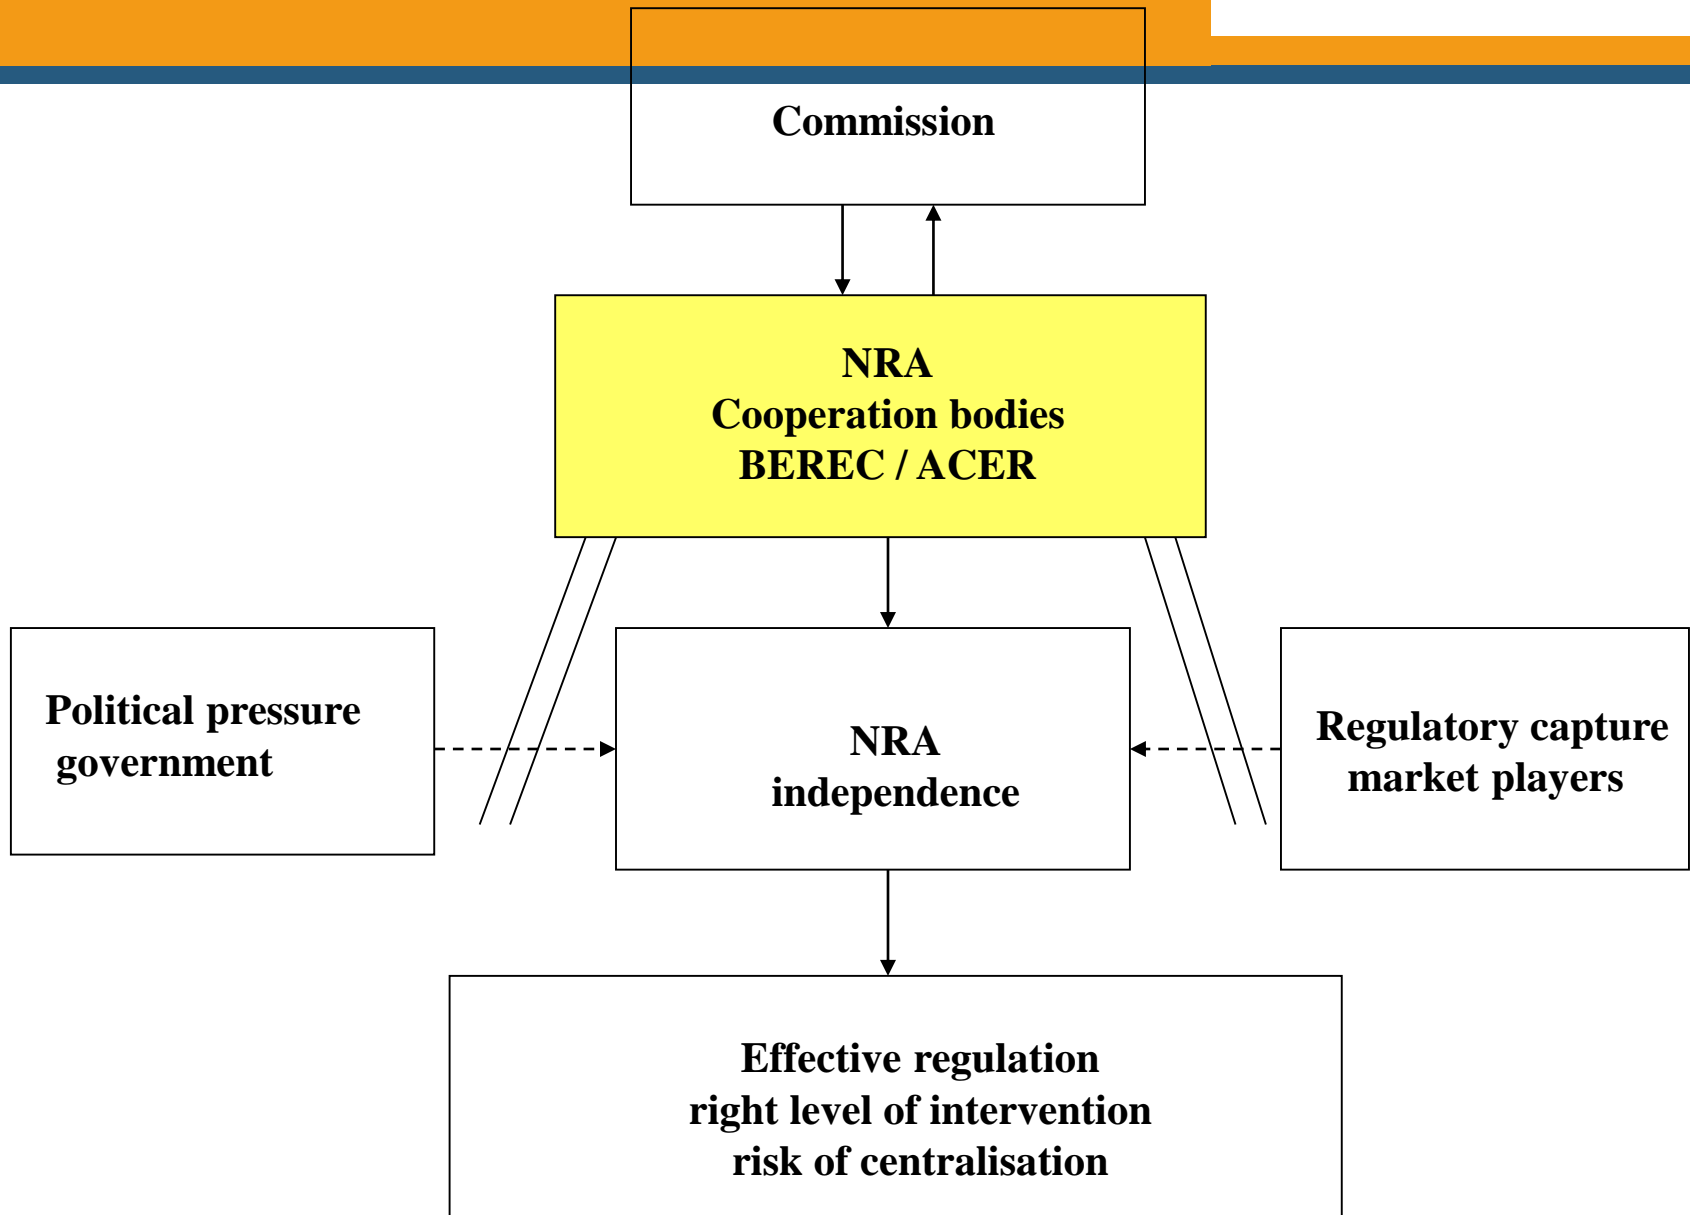 Commission
NRA
Cooperation bodies
BEREC / ACER
Political pressure
government
NRA
independence
Regulatory capture
market players
Effective regulation
right level of intervention
risk of centralisation